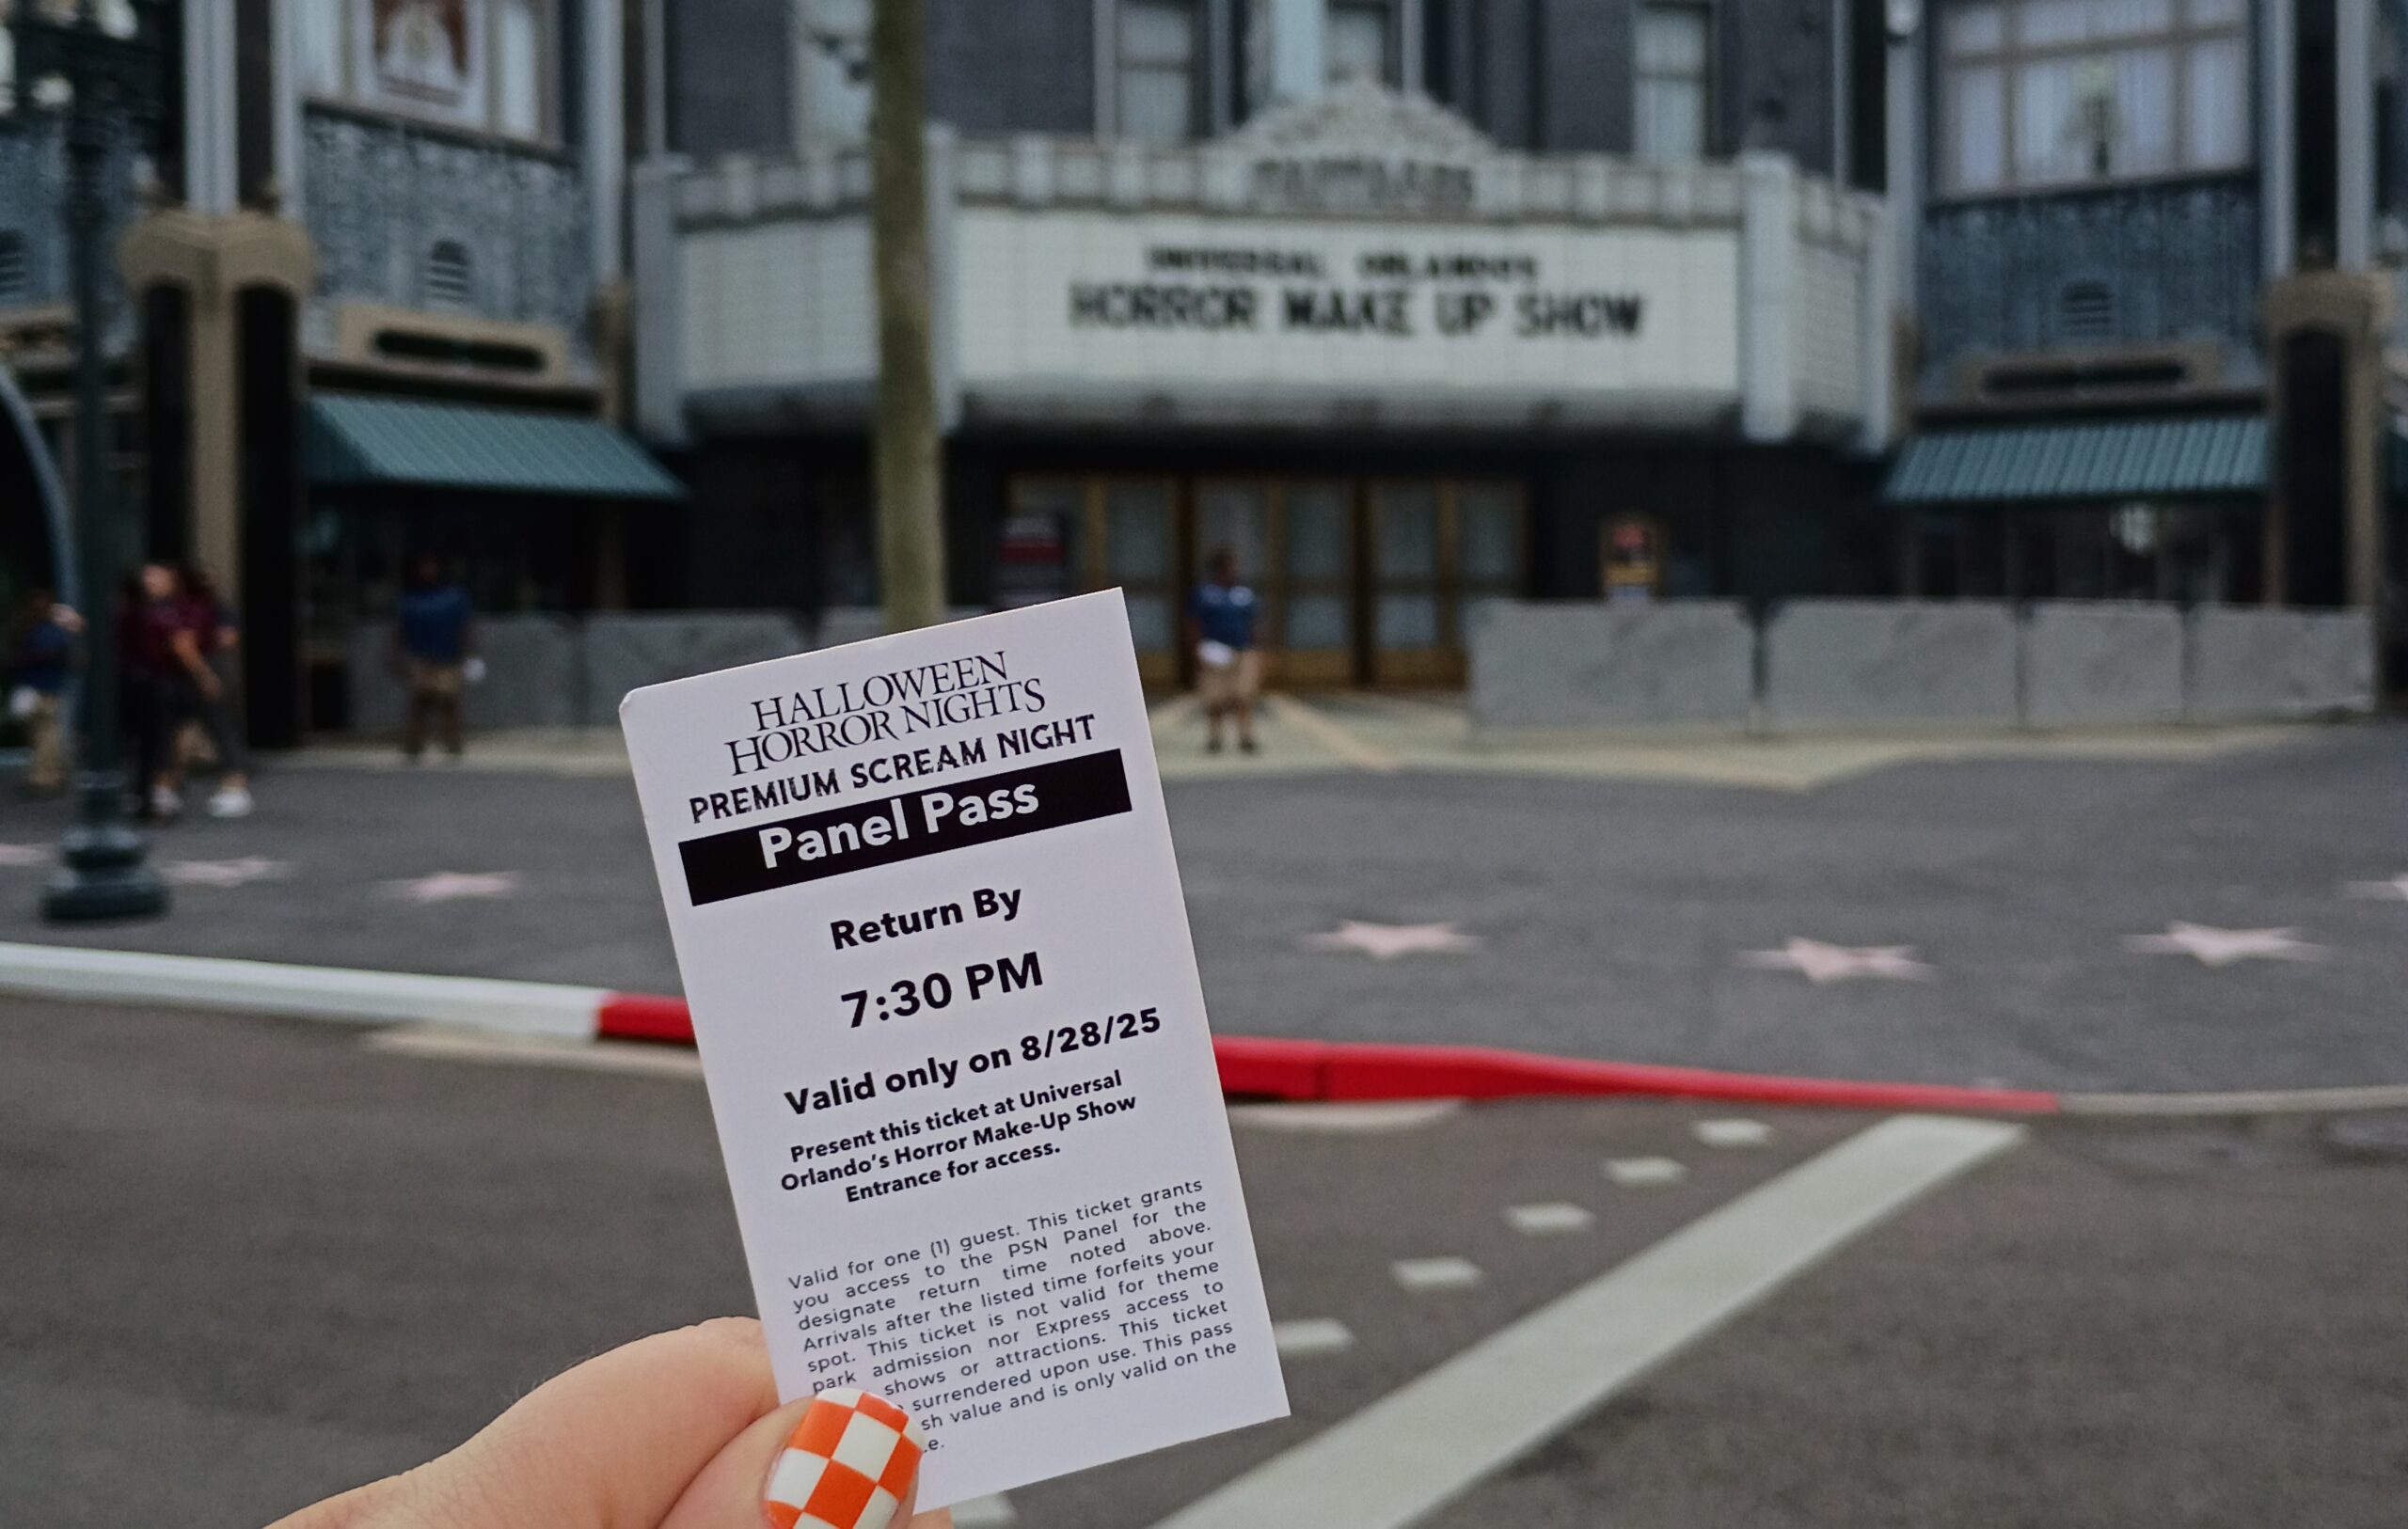 UNIVERSAL ORLANDO'S
HORROR MAKE UP SHOW
HALLOWEEN
HORROR NIGHTS
PREMIUM SCREAM NIGHT
Panel Pass
Return By
7:30 PM
Valid only on 8/28/25
Present this ticket at Universal
Orlando's Horror Make-Up Show
Entrance for access.
Valid for one (1) guest. This ticket grants
you access to the PSN Panel for the
designate return time noted above.
Arrivals after the listed time forfeits your
spot. This ticket is not valid for theme
park admission nor Express access to
shows or attractions. This ticket
surrendered upon use. This pass
value and is only valid on the